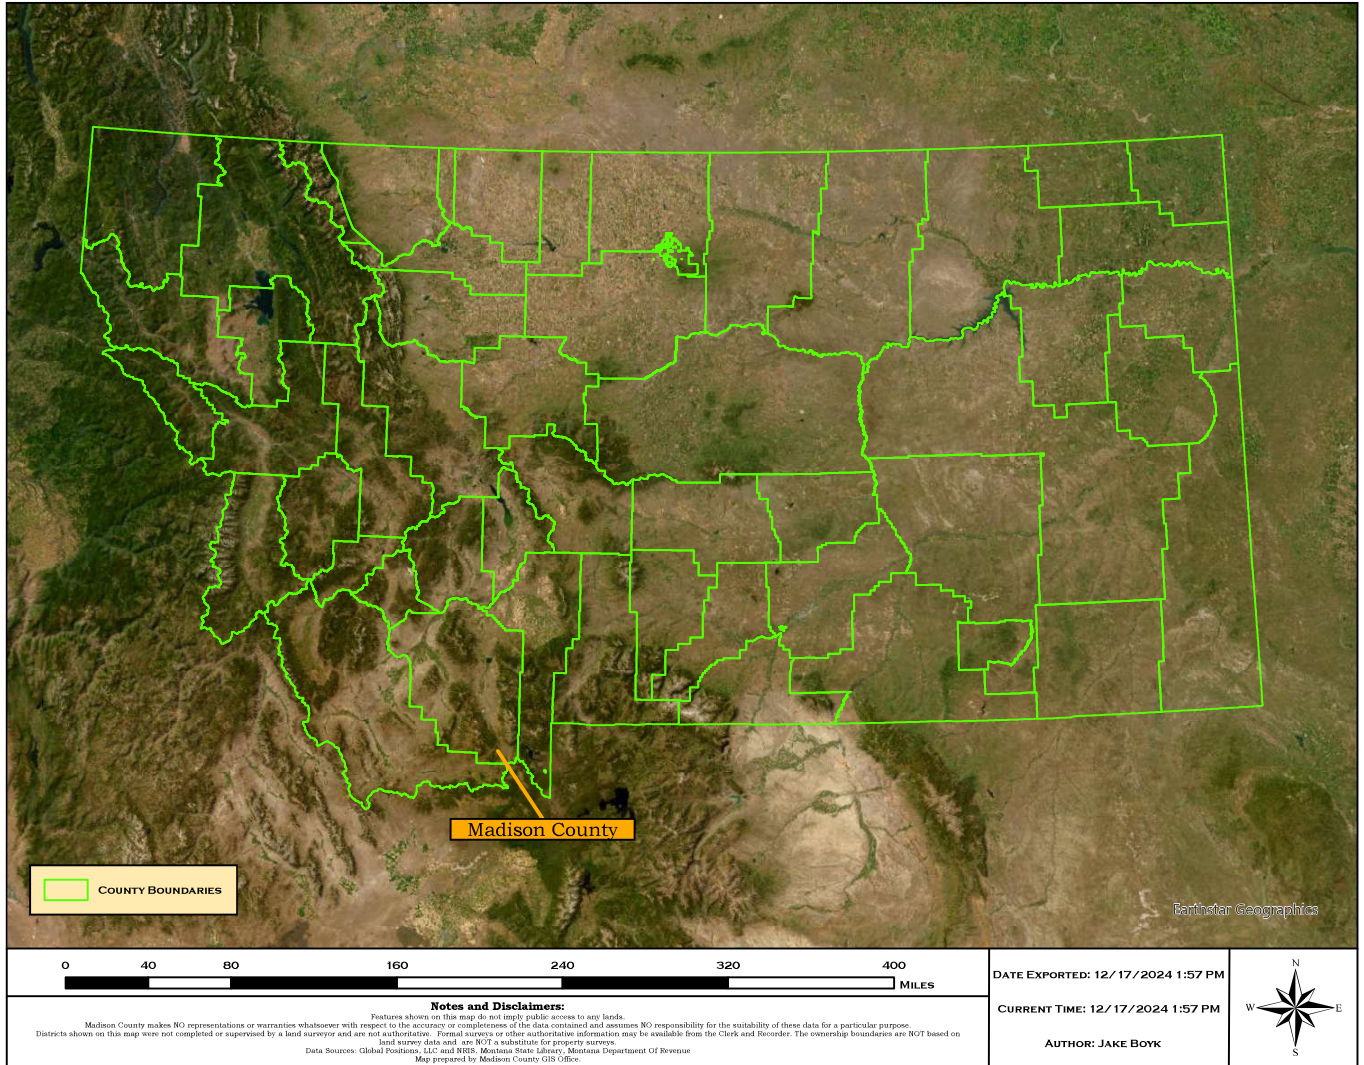 Madison County
County Boundaries
Earthstar Geographics
0 40 80 160 240 320 400
Miles
Notes and Disclaimers:
Features shown on this map do not imply public access to any lands.
Madison County makes NO representations or warranties whatsoever with respect to the accuracy or completeness of the data contained and assumes NO responsibility for the suitability of these data for a particular purpose.
Districts shown on this map were not completed or supervised by a land surveyor and are not authoritative. Formal surveys or other authoritative information may be available from the Clerk and Recorder. The ownership boundaries are NOT based on
land survey data and are NOT a substitute for property surveys.
Data Sources: Global Positions, LLC and NRIS, Montana State Library, Montana Department Of Revenue
Map prepared by Madison County GIS Office.
Date Exported: 12/17/2024 1:57 PM
Current Time: 12/17/2024 1:57 PM
Author: Jake Boyk
N
W E
S